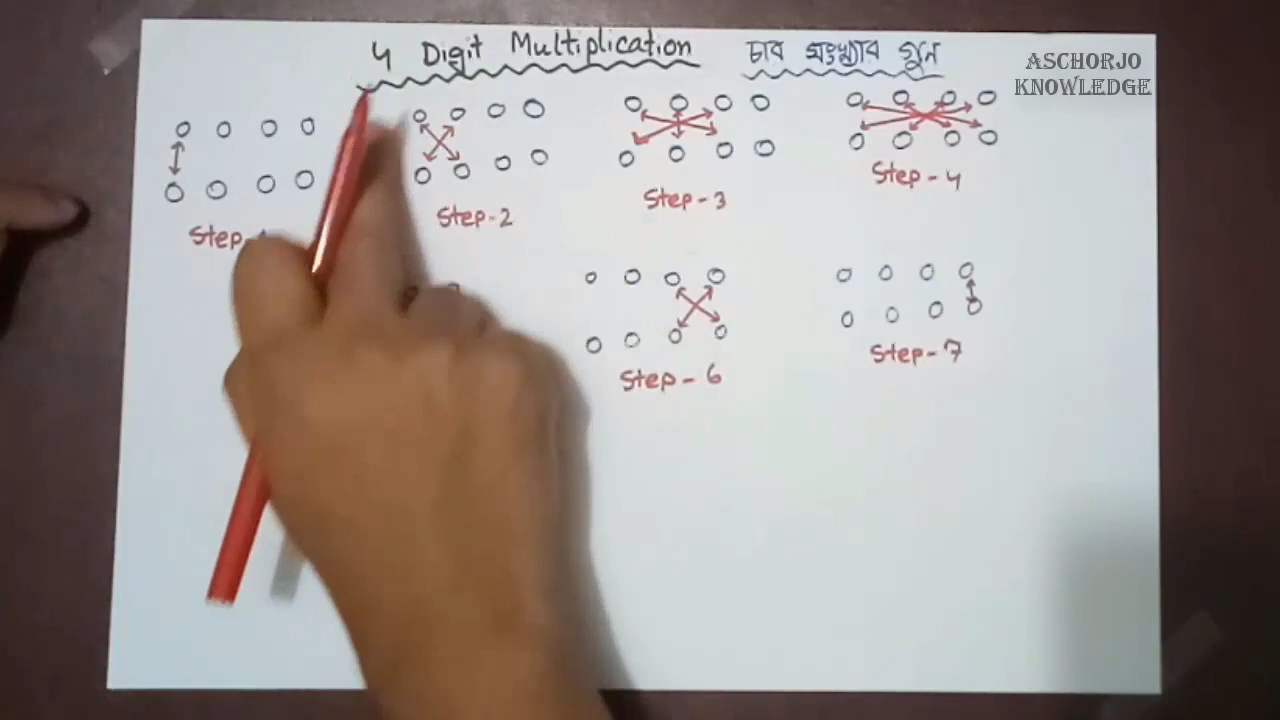 4 Digit Multiplication চার সংখ্যার গুন
ASCHORJO
KNOWLEDGE
Step-2
Step-3
Step-4
Step-6
Step-7